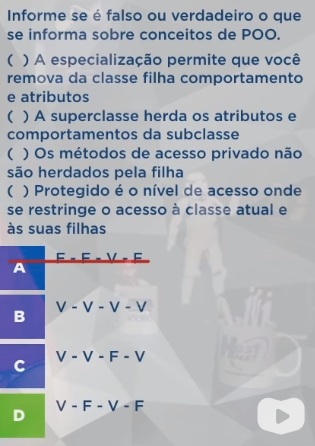 Informe se é falso ou verdadeiro o que
se informa sobre conceitos de POO.
( ) A especialização permite que você
remova da classe filha comportamento
e atributos
( ) A superclasse herda os atributos e
comportamentos da subclasse
( ) Os métodos de acesso privado não
são herdados pela filha
( ) Protegido é o nível de acesso onde
se restringe o acesso à classe atual e
às suas filhas
A F - F - V - F
B V - V - V - V
C V - V - F - V
D V - F - V - F